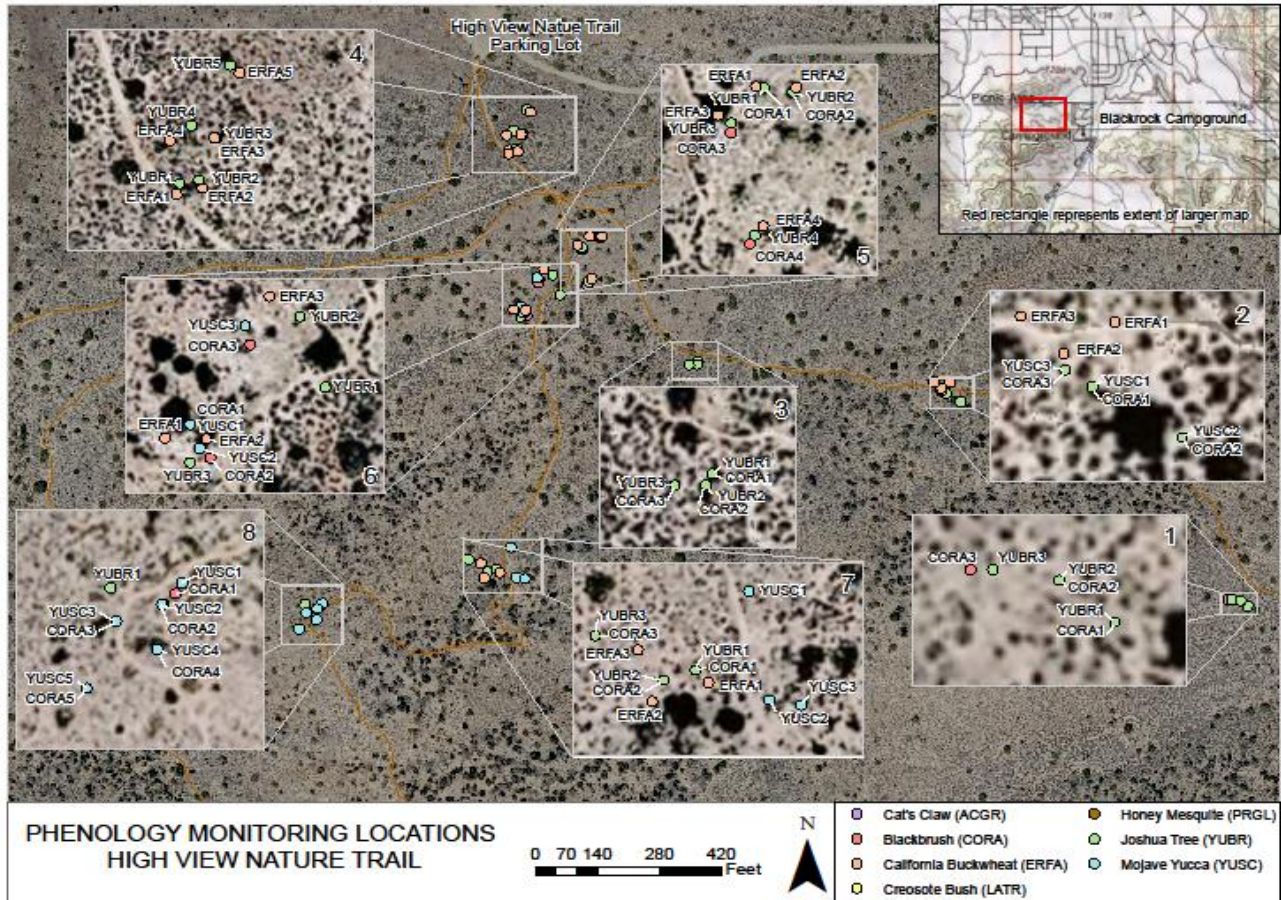 High View Natue Trail
Parking Lot
4
YUBR5
ERFA5
YUBR4
ERFA4
YUBR3
ERFA3
YUBR1
YUBR2
ERFA1
ERFA2
5
ERFA1
ERFA2
YUBR1
YUBR2
ERFA3
CORA1
CORA2
YUBR3
CORA3
ERFA4
YUBR4
CORA4
Blackrock Campground
Red rectangle represents extent of larger map
6
ERFA3
YUBR2
YUSC3
CORA3
YUBR1
CORA1
ERFA1
YUSC1
ERFA2
YUSC2
YUBR3
CORA2
2
ERFA3
ERFA1
ERFA2
YUSC3
CORA3
YUSC1
CORA1
YUSC2
CORA2
3
YUBR1
CORA1
YUBR3
CORA3
YUBR2
CORA2
8
YUBR1
YUSC1
CORA1
YUSC3
YUSC2
CORA3
CORA2
YUSC4
CORA4
YUSC5
CORA5
7
YUSC1
YUBR3
CORA3
ERFA3
YUBR1
CORA1
YUBR2
CORA2
ERFA1
YUSC3
ERFA2
YUSC2
1
CORA3
YUBR3
YUBR2
CORA2
YUBR1
CORA1
PHENOLOGY MONITORING LOCATIONS
HIGH VIEW NATURE TRAIL
0 70 140 280 420
Feet
N
Cat's Claw (ACGR)
Blackbrush (CORA)
California Buckwheat (ERFA)
Creosote Bush (LATR)
Honey Mesquite (PRGL)
Joshua Tree (YUBR)
Mojave Yucca (YUSC)